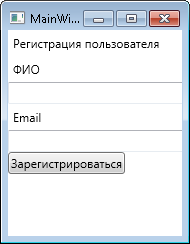 MainWi...
Регистрация пользователя
ФИО
Email
Зарегистрироваться